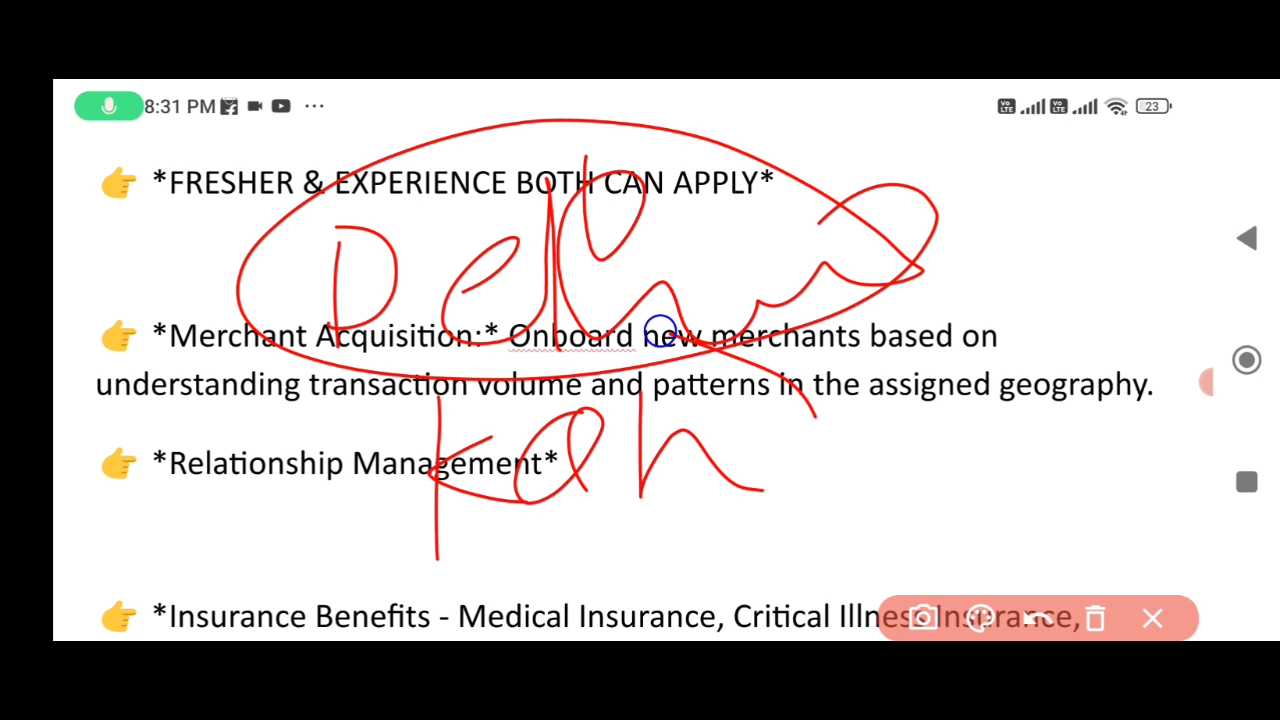 8:31 PM
23
👉 *FRESHER & EXPERIENCE BOTH CAN APPLY*
Delhi
👉 *Merchant Acquisition:* Onboard new merchants based on
understanding transaction volume and patterns in the assigned geography.
👉 *Relationship Management*
👉 *Insurance Benefits - Medical Insurance, Critical Illness Insurance,